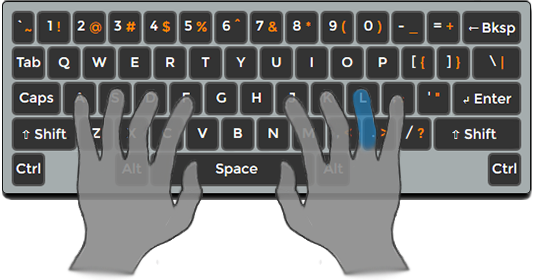 ` ~ 1 ! 2 @ 3 # 4 $ 5 % 6 ^ 7 & 8 * 9 ( 0 ) - _ = + ← Bksp
Tab Q W E R T Y U I O P [ { ] } \ |
Caps A S D F G H J K L ' " ↲ Enter
⇧ Shift Z X C V B N M , < . > / ? ⇧ Shift
Ctrl Alt Space Alt Ctrl